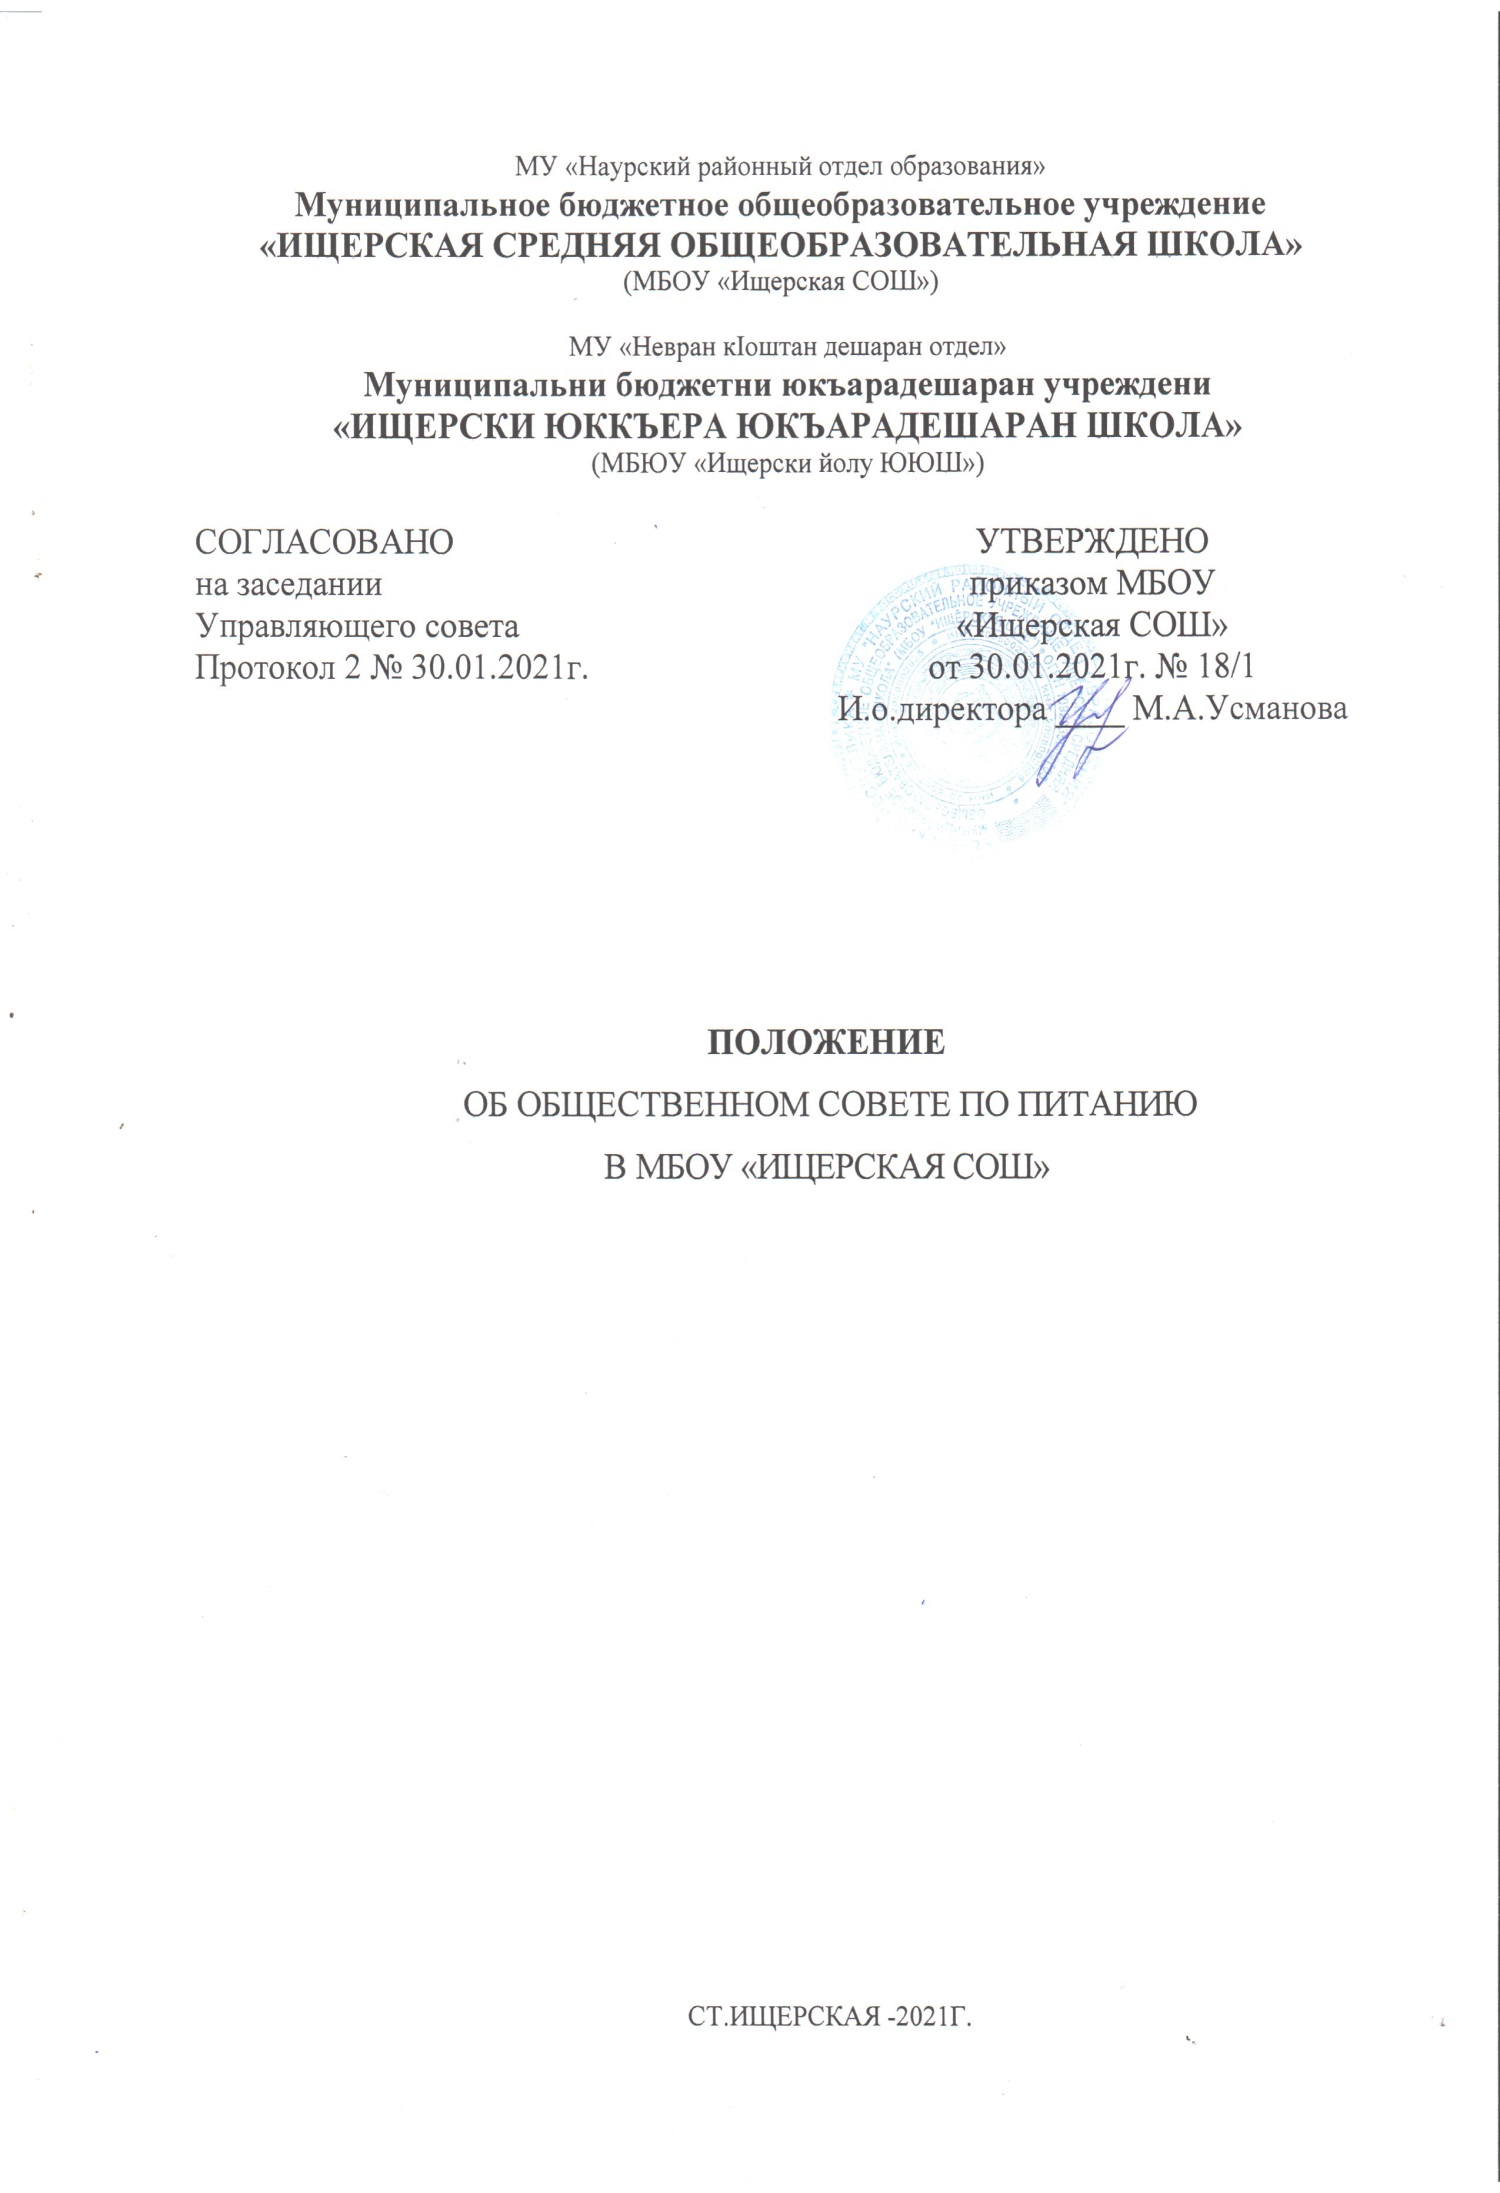 МУ «Наурский районный отдел образования»
Муниципальное бюджетное общеобразовательное учреждение
«ИЩЕРСКАЯ СРЕДНЯЯ ОБЩЕОБРАЗОВАТЕЛЬНАЯ ШКОЛА»
(МБОУ «Ищерская СОШ»)
МУ «Невран кIоштан дешаран отдел»
Муниципальни бюджетни юкъарадешаран учреждени
«ИЩЕРСКИ ЮККЪЕРА ЮКЪАРАДЕШАРАН ШКОЛА»
(МБЮУ «Ищерски йолу ЮЮШ»)
СОГЛАСОВАНО
на заседании
Управляющего совета
Протокол 2 № 30.01.2021г.
УТВЕРЖДЕНО
приказом МБОУ
«Ищерская СОШ»
от 30.01.2021г. № 18/1
И.о.директора ____ М.А.Усманова
МУ "НАУРСКИЙ РАЙОННЫЙ
ПОЛОЖЕНИЕ
ОБ ОБЩЕСТВЕННОМ СОВЕТЕ ПО ПИТАНИЮ
В МБОУ «ИЩЕРСКАЯ СОШ»
СТ.ИЩЕРСКАЯ -2021Г.